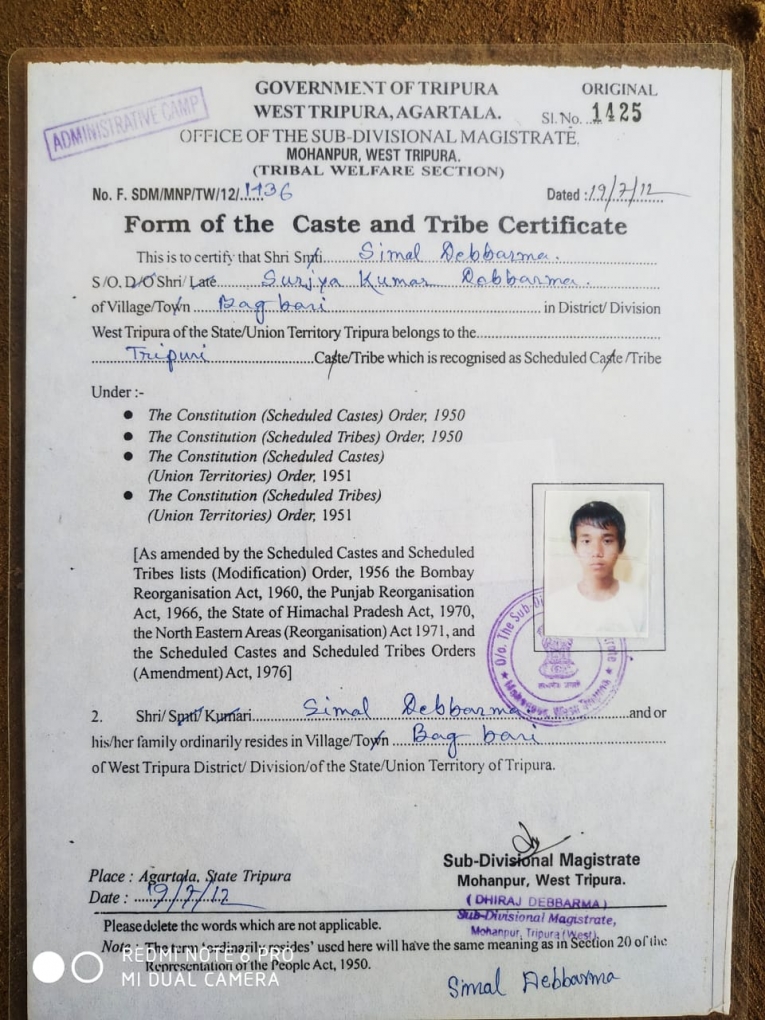 GOVERNMENT OF TRIPURA
ORIGINAL
WEST TRIPURA, AGARTALA.
Sl. No. ...1425
ADMINISTRATIVE CAMP
OFFICE OF THE SUB-DIVISIONAL MAGISTRATE.
MOHANPUR, WEST TRIPURA.
(TRIBAL WELFARE SECTION)
No. F. SDM/MNP/TW/12/......1136
Dated : 19/7/12
Form of the Caste and Tribe Certificate
This is to certify that Shri Smti. Simal Debbarma.
S/O. D/O Shri/ Late Surjya Kumar Debbarma.
of Village/Town Bagbari in District/ Division
West Tripura of the State/Union Territory Tripura belongs to the
Tripuri Caste/Tribe which is recognised as Scheduled Caste /Tribe
Under :-
● The Constitution (Scheduled Castes) Order, 1950
● The Constitution (Scheduled Tribes) Order, 1950
● The Constitution (Scheduled Castes)
(Union Territories) Order, 1951
● The Constitution (Scheduled Tribes)
(Union Territories) Order, 1951
[As amended by the Scheduled Castes and Scheduled
Tribes lists (Modification) Order, 1956 the Bombay
Reorganisation Act, 1960, the Punjab Reorganisation
Act, 1966, the State of Himachal Pradesh Act, 1970,
the North Eastern Areas (Reorganisation) Act 1971, and
the Scheduled Castes and Scheduled Tribes Orders
(Amendment) Act, 1976]
O/o. The Sub-Di
Mohanpur, West Tripura
2. Shri/ Smti/ Kumari Simal Debbarma and or
his/her family ordinarily resides in Village/Town Bagbari
of West Tripura District/ Division/of the State/Union Territory of Tripura.
Sub-Divisional Magistrate
Place : Agartala, State Tripura
Mohanpur, West Tripura.
Date : 19/7/12
(DHIRAJ DEBBARMA)
Sub-Divisional Magistrate,
Mohanpur, Tripura (West).
Please delete the words which are not applicable.
Note : The term 'ordinarily resides' used here will have the same meaning as in Section 20 of the
Representation of the People Act, 1950.
Simal Debbarma
REDMI NOTE 6 PRO
MI DUAL CAMERA